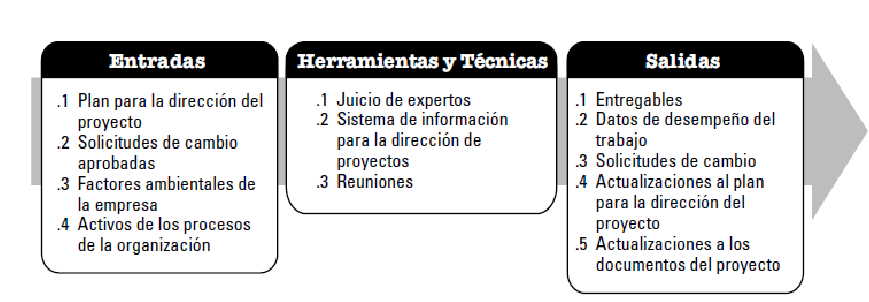 Entradas
.1 Plan para la dirección del
proyecto
.2 Solicitudes de cambio
aprobadas
.3 Factores ambientales de
la empresa
.4 Activos de los procesos
de la organización
Herramientas y Técnicas
.1 Juicio de expertos
.2 Sistema de información
para la dirección de
proyectos
.3 Reuniones
Salidas
.1 Entregables
.2 Datos de desempeño del
trabajo
.3 Solicitudes de cambio
.4 Actualizaciones al plan
para la dirección del
proyecto
.5 Actualizaciones a los
documentos del proyecto